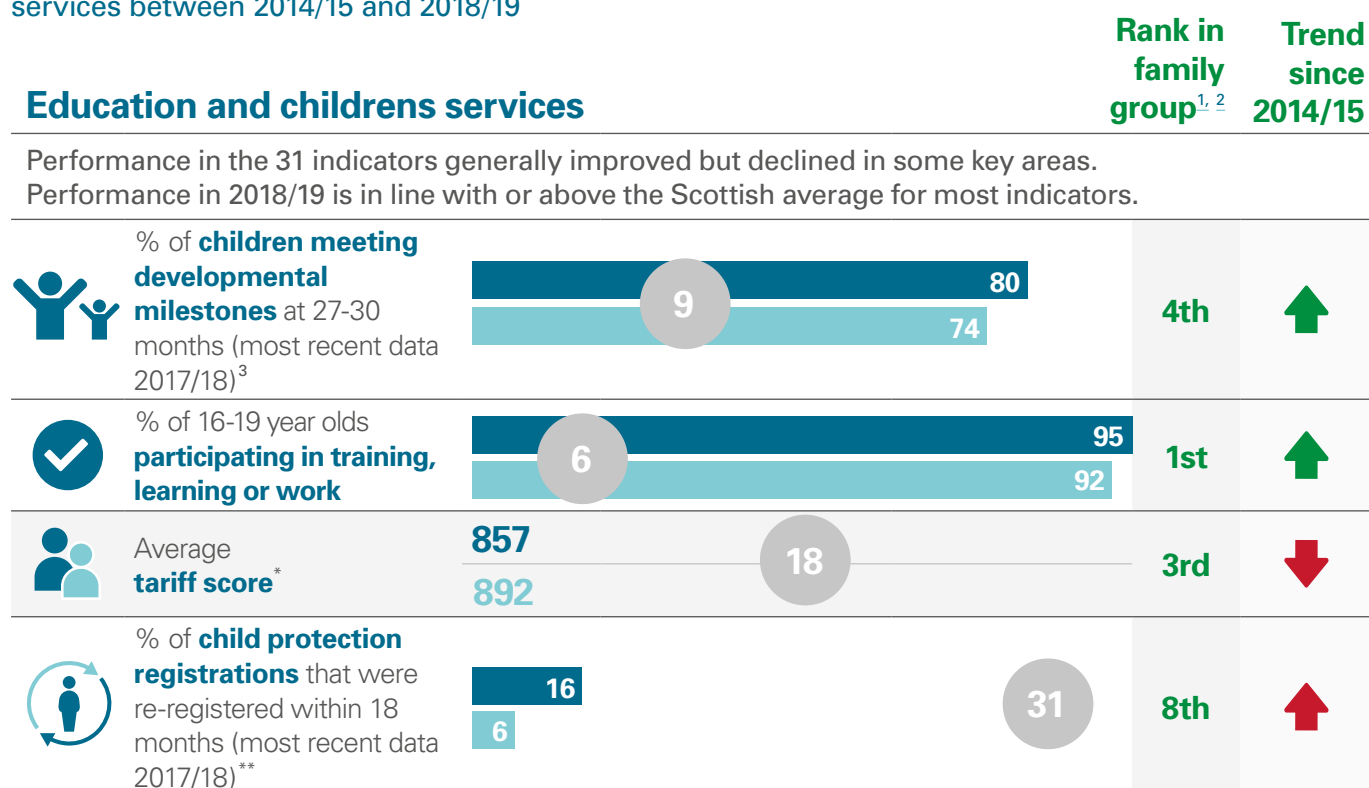 services between 2014/15 and 2018/19
Rank in
family
group1, 2
Trend
since
2014/15
Education and childrens services
Performance in the 31 indicators generally improved but declined in some key areas.
Performance in 2018/19 is in line with or above the Scottish average for most indicators.
% of children meeting
developmental
milestones at 27-30
months (most recent data
2017/18)3
80
9
74
4th
% of 16-19 year olds
participating in training,
learning or work
95
6
92
1st
Average
tariff score*
857
18
892
3rd
% of child protection
registrations that were
re-registered within 18
months (most recent data
2017/18)**
16
31
6
8th